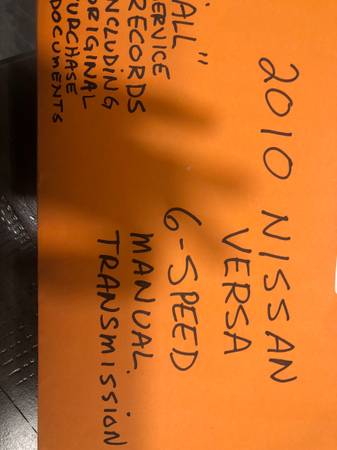 2010 NISSAN
VERSA
6-SPEED
MANUAL
TRANSMISSION
"ALL"
SERVICE
RECORDS
INCLUDING
ORIGINAL
PURCHASE
DOCUMENTS